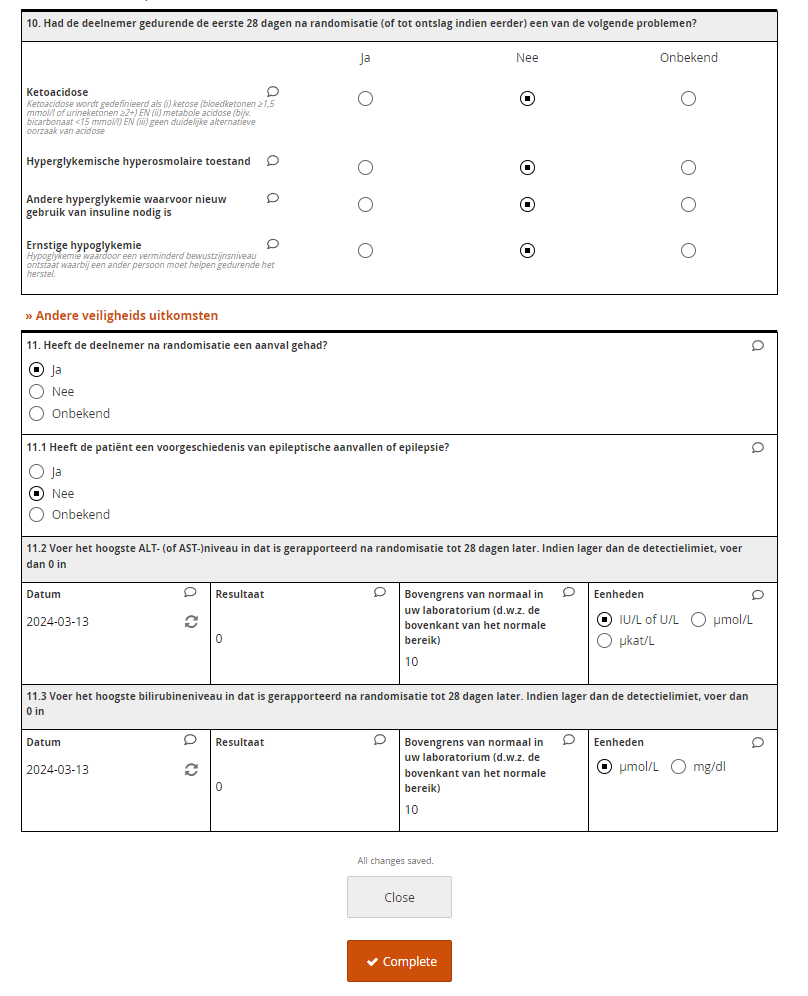 10. Had de deelnemer gedurende de eerste 28 dagen na randomisatie (of tot ontslag indien eerder) een van de volgende problemen?
Ja
Nee
Onbekend
Ketoacidose
Ketoacidose wordt gedefinieerd als (i) ketose (bloedketonen ≥1,5
mmol/l of urineketonen ≥2+) EN (ii) metabole acidose (bijv.
bicarbonaat <15 mmol/l) EN (iii) geen duidelijke alternatieve
oorzaak van acidose
Hyperglykemische hyperosmolaire toestand
Andere hyperglykemie waarvoor nieuw
gebruik van insuline nodig is
Ernstige hypoglykemie
Hypoglykemie waardoor een verminderd bewustzijnsniveau
ontstaat waarbij een ander persoon moet helpen gedurende het
herstel.
» Andere veiligheids uitkomsten
11. Heeft de deelnemer na randomisatie een aanval gehad?
Ja
Nee
Onbekend
11.1 Heeft de patiënt een voorgeschiedenis van epileptische aanvallen of epilepsie?
Ja
Nee
Onbekend
11.2 Voer het hoogste ALT- (of AST-)niveau in dat is gerapporteerd na randomisatie tot 28 dagen later. Indien lager dan de detectielimiet, voer
dan 0 in
Datum
2024-03-13
Resultaat
0
Bovengrens van normaal in
uw laboratorium (d.w.z. de
bovenkant van het normale
bereik)
10
Eenheden
IU/L of U/L
µmol/L
µkat/L
11.3 Voer het hoogste bilirubineniveau in dat is gerapporteerd na randomisatie tot 28 dagen later. Indien lager dan de detectielimiet, voer dan
0 in
Datum
2024-03-13
Resultaat
0
Bovengrens van normaal in
uw laboratorium (d.w.z. de
bovenkant van het normale
bereik)
10
Eenheden
µmol/L
mg/dl
All changes saved.
Close
Complete